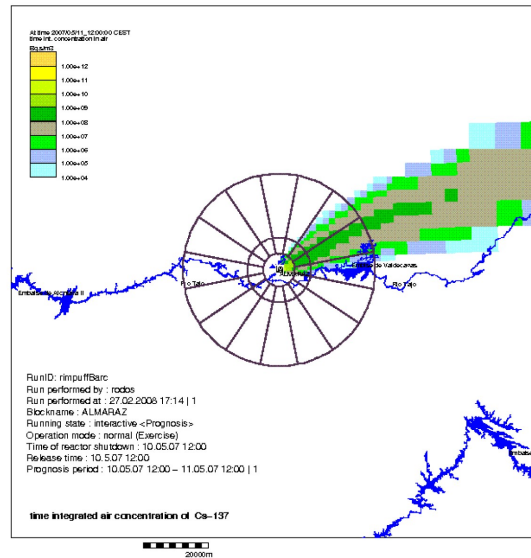 At time 2007/05/11_12:00:00 CEST
time int. concentration in air
Bqs/m3
1.00e+12
1.00e+11
1.00e+10
1.00e+09
1.00e+08
1.00e+07
1.00e+06
1.00e+05
1.00e+04
de Valdecanas
ALMARAZ
Rio Tajo
Rio Tajo
RunID: rimpuffBarc
Run performed by : rodos
Run performed at : 27.02.2008 17:14 | 1
Blockname : ALMARAZ
Running state : interactive <Prognosis>
Operation mode : normal (Exercise)
Time of reactor shutdown : 10.05.07 12:00
Release time : 10.5.07 12:00
Prognosis period : 10.05.07 12:00 – 11.05.07 12:00 | 1
time integrated air concentration of Cs-137
20000m